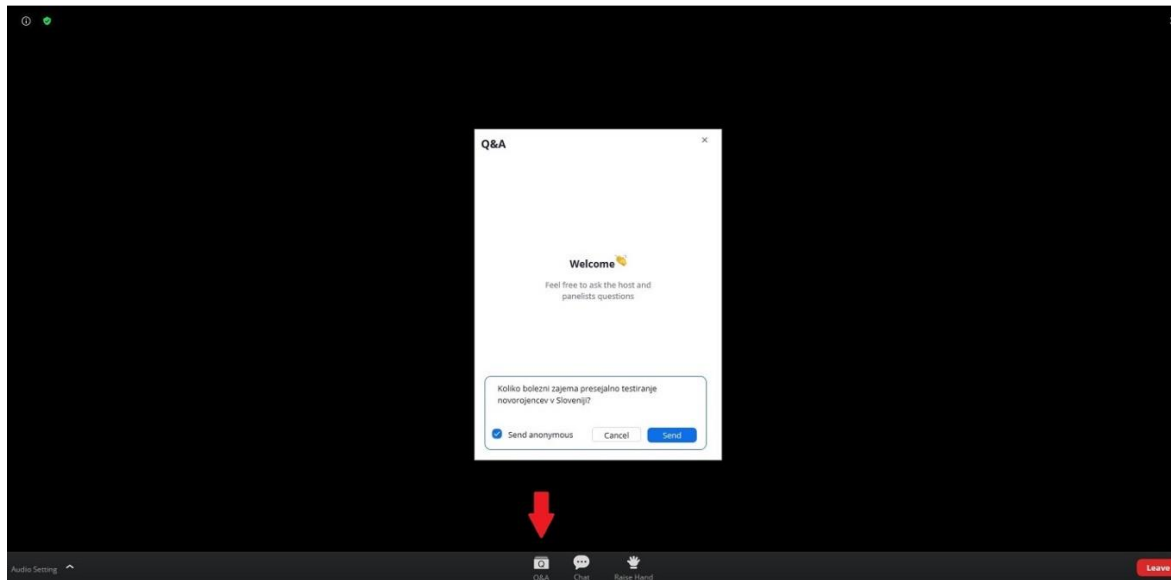 Q&A
Welcome
Feel free to ask the host and
panelists questions
Koliko bolezni zajema presejalno testiranje
novorojencev v Sloveniji?
Send anonymous Cancel Send
Audio Setting Q&A Chat Raise Hand Leave